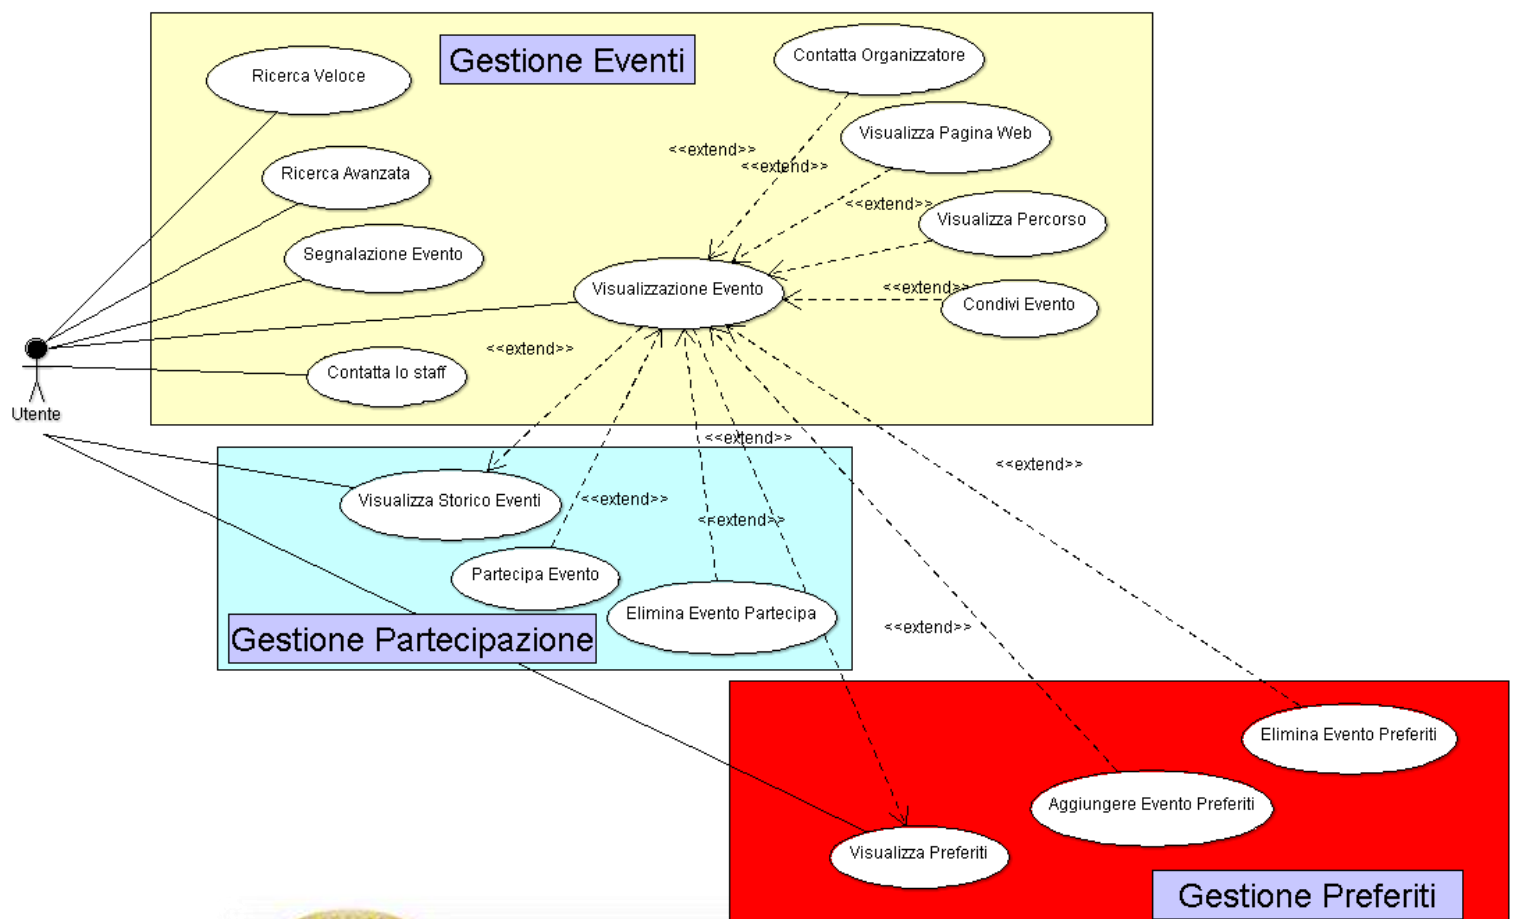 Gestione Eventi
Contatta Organizzatore
Ricerca Veloce
Visualizza Pagina Web
<<extend>>
<<extend>>
Ricerca Avanzata
<<extend>>
Visualizza Percorso
Segnalazione Evento
Visualizzazione Evento
<<extend>>
Condivi Evento
<<extend>>
Contatta lo staff
Utente
<<extend>>
<<extend>>
Visualizza Storico Eventi
<<extend>>
<<extend>>
Partecipa Evento
Elimina Evento Partecipa
<<extend>>
Gestione Partecipazione
Elimina Evento Preferiti
Aggiungere Evento Preferiti
Visualizza Preferiti
Gestione Preferiti